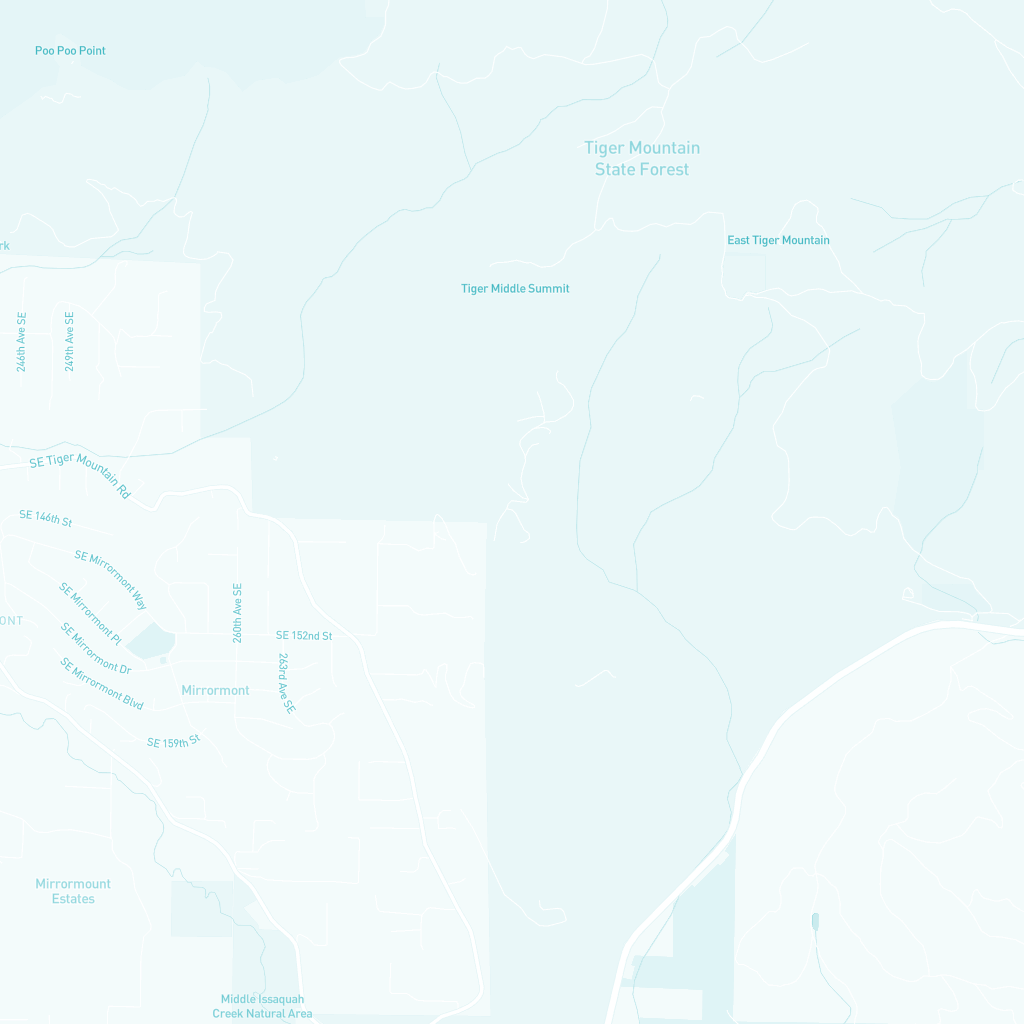 Poo Poo Point
Tiger Mountain
State Forest
rk
East Tiger Mountain
Tiger Middle Summit
246th Ave SE
249th Ave SE
SE Tiger Mountain Rd
SE 146th St
SE Mirrormont Way
SE Mirrormont Pl
260th Ave SE
ONT
SE Mirrormont Dr
SE 152nd St
SE Mirrormont Blvd
263rd Ave SE
Mirrormont
SE 159th St
Mirrormount
Estates
Middle Issaquah
Creek Natural Area